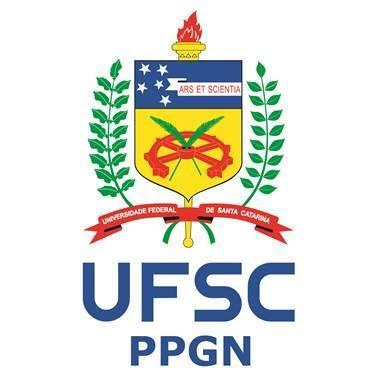 ARS ET SCIENTIA
UNIVERSIDADE FEDERAL DE SANTA CATARINA
UFSC
PPGN